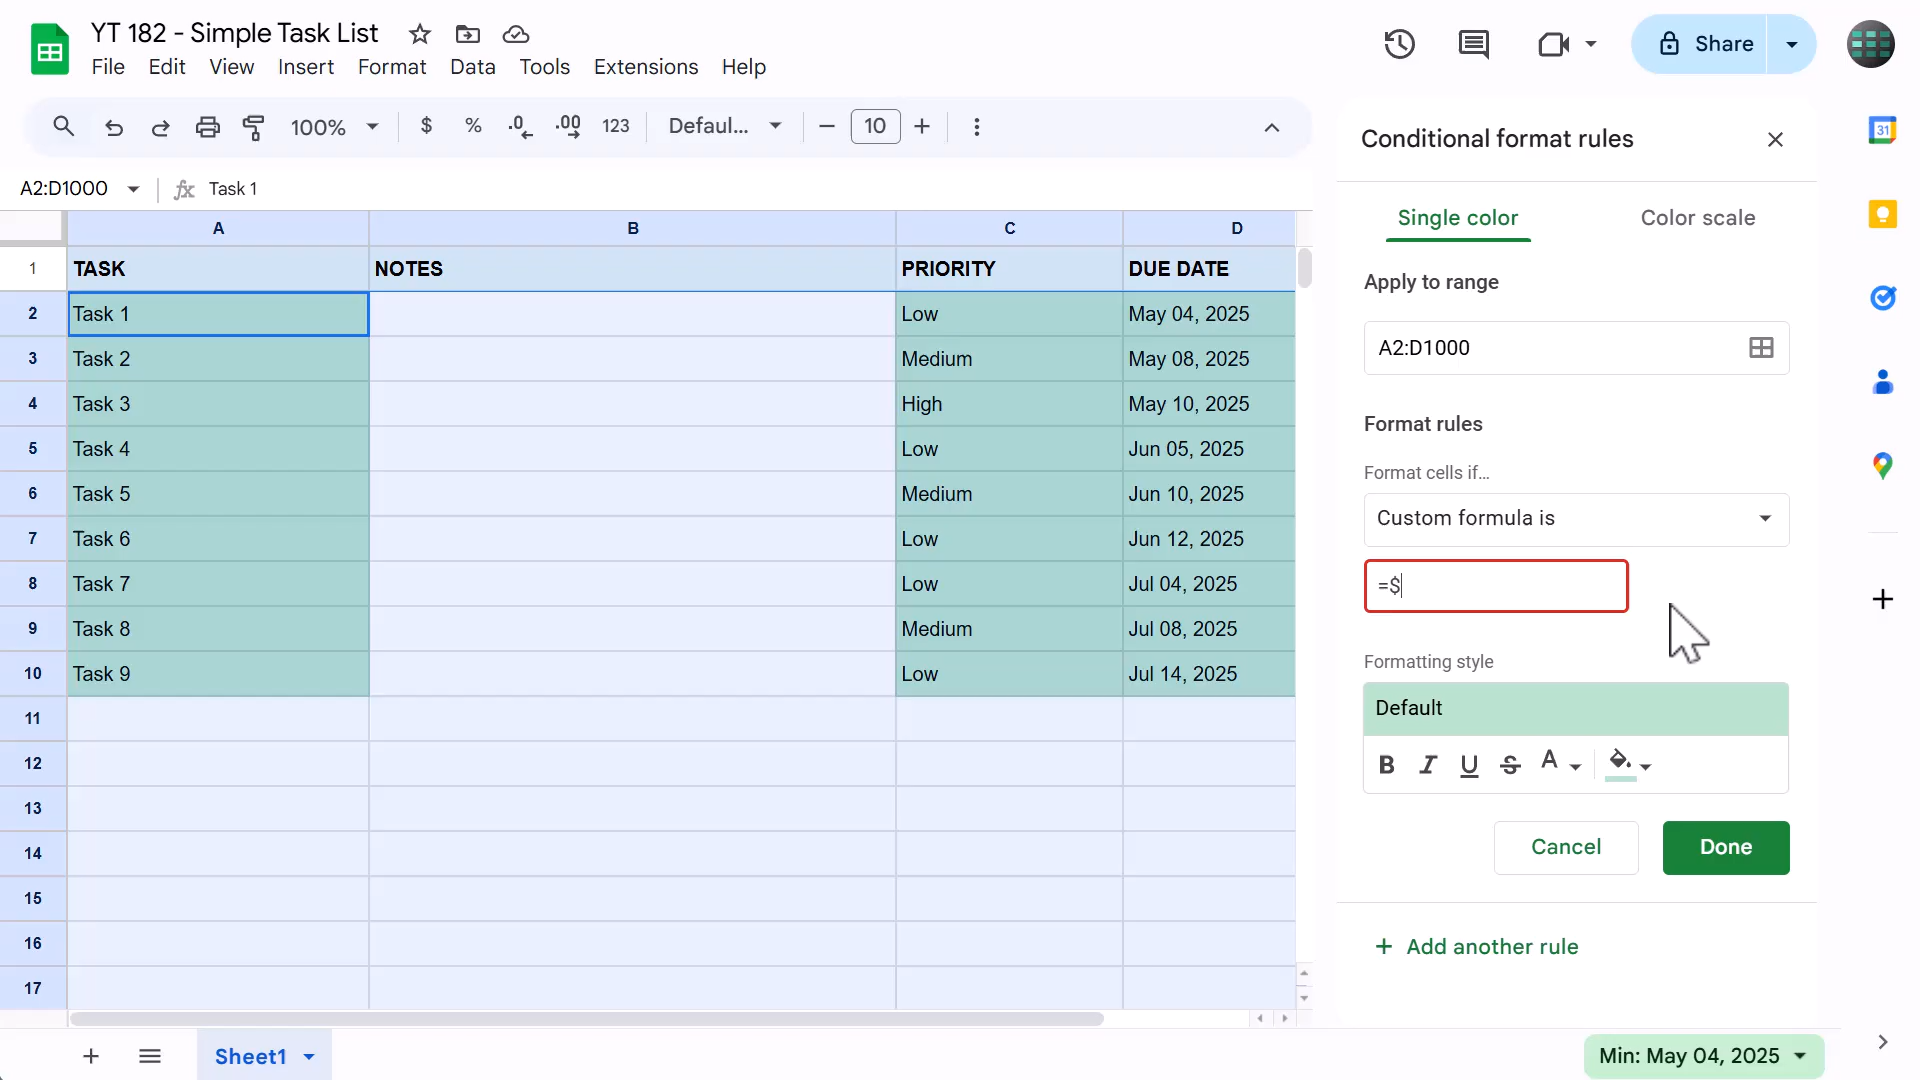 YT 182 - Simple Task List
File Edit View Insert Format Data Tools Extensions Help
Share
100% $ % .0 .00 123 Defaul... 10
A2:D1000 fx Task 1
A B C D
1 TASK NOTES PRIORITY DUE DATE
2 Task 1 Low May 04, 2025
3 Task 2 Medium May 08, 2025
4 Task 3 High May 10, 2025
5 Task 4 Low Jun 05, 2025
6 Task 5 Medium Jun 10, 2025
7 Task 6 Low Jun 12, 2025
8 Task 7 Low Jul 04, 2025
9 Task 8 Medium Jul 08, 2025
10 Task 9 Low Jul 14, 2025
11
12
13
14
15
16
17
Sheet1
Min: May 04, 2025
Conditional format rules
Single color Color scale
Apply to range
A2:D1000
Format rules
Format cells if...
Custom formula is
=$
Formatting style
Default
B I U S A
Cancel Done
+ Add another rule
31